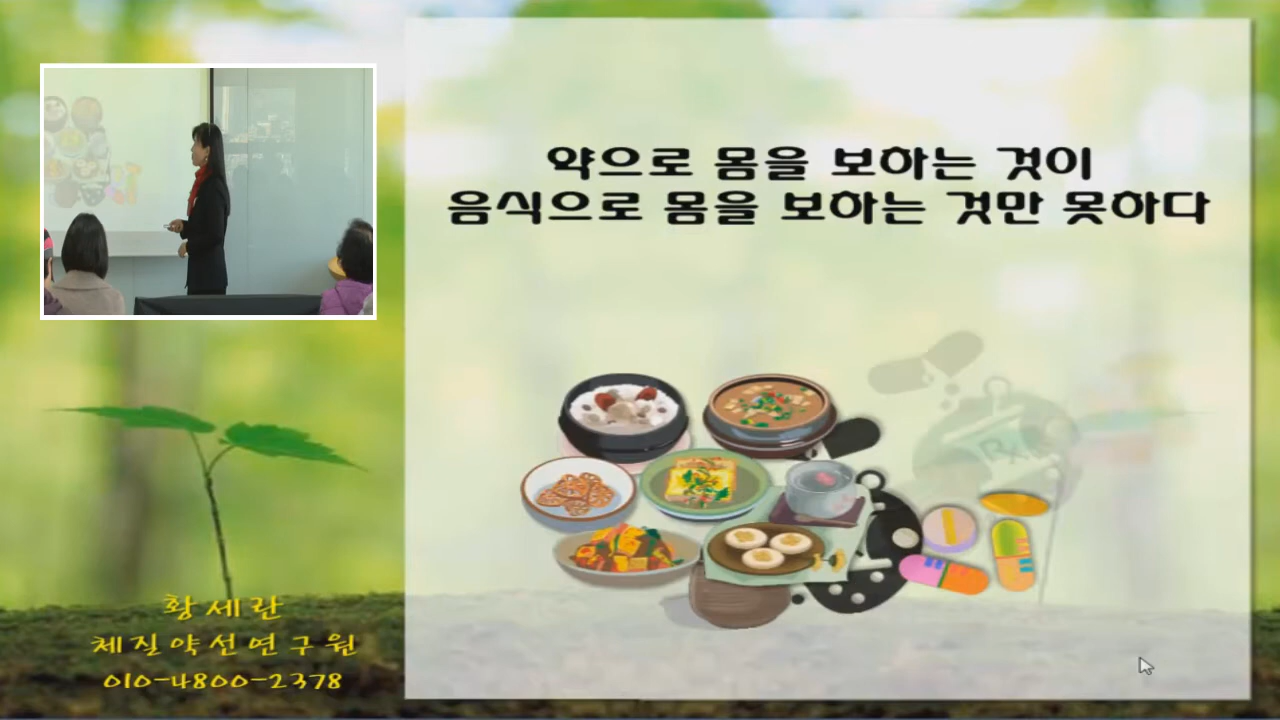 약으로 몸을 보하는 것이
음식으로 몸을 보하는 것만 못하다
황세란
체질약선연구원
010-4800-2378